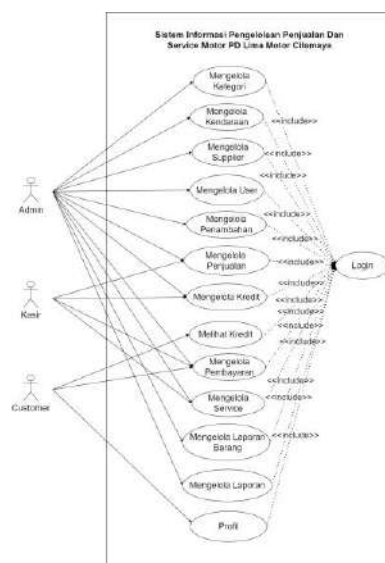 Sistem Informasi Pengelolaan Penjualan Dan
Service Motor PD Lima Motor Cilamaya
Mengelola
Kategori
Mengelola
Kendaraan
<<include>>
Mengelola
Supplier
<<include>>
Mengelola User
<<include>>
Admin
Mengelola
Penambahan
<<include>>
Mengelola
Penjualan
<<include>>
Login
Kasir
Mengelola Kredit
<<include>>
<<include>>
<<include>>
Melihat Kredit
<<include>>
<<include>>
Mengelola
Pembayaran
Customer
Mengelola
Service
<<include>>
<<include>>
Mengelola Laporan
Barang
<<include>>
Mengelola Laporan
Profil